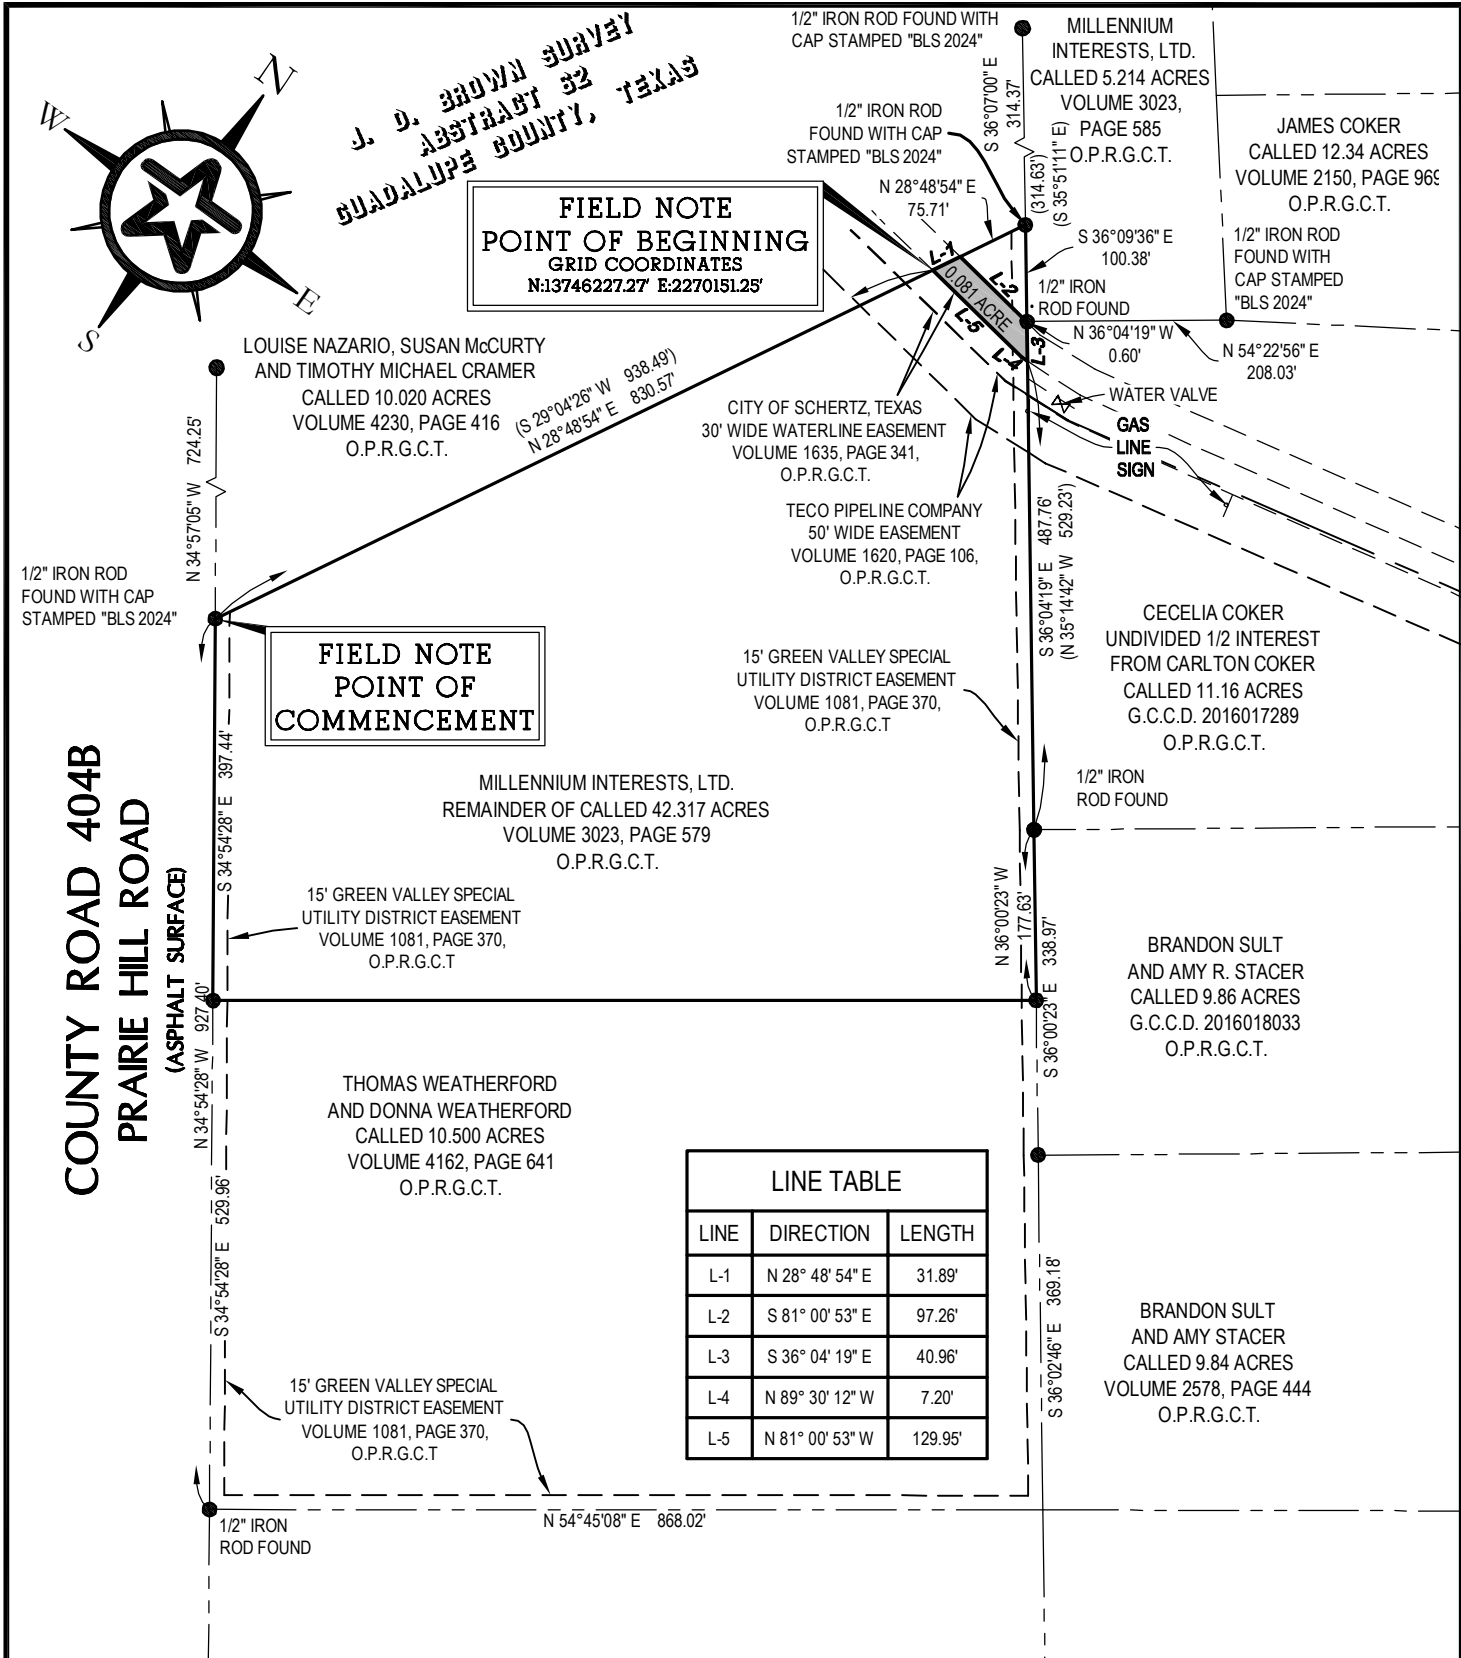 N
W
E
S
J. D. BROWN SURVEY
ABSTRACT 62
GUADALUPE COUNTY, TEXAS
1/2" IRON ROD FOUND WITH
CAP STAMPED "BLS 2024"
MILLENNIUM
INTERESTS, LTD.
CALLED 5.214 ACRES
VOLUME 3023,
PAGE 585
O.P.R.G.C.T.
S 36°07'00" E
314.37'
(314.63')
(S 35°51'11" E)
JAMES COKER
CALLED 12.34 ACRES
VOLUME 2150, PAGE 969
O.P.R.G.C.T.
1/2" IRON ROD
FOUND WITH CAP
STAMPED "BLS 2024"
N 28°48'54" E
75.71'
FIELD NOTE
POINT OF BEGINNING
GRID COORDINATES
N:13746227.27' E:2270151.25'
S 36°09'36" E
100.38'
1/2" IRON ROD
FOUND WITH
CAP STAMPED
"BLS 2024"
1/2" IRON
ROD FOUND
L-1
L-2
0.081 ACRE
L-5
L-3
L-4
N 36°04'19" W
0.60'
N 54°22'56" E
208.03'
WATER VALVE
GAS
LINE
SIGN
LOUISE NAZARIO, SUSAN McCURTY
AND TIMOTHY MICHAEL CRAMER
CALLED 10.020 ACRES
VOLUME 4230, PAGE 416
O.P.R.G.C.T.
(S 29°04'26" W 938.49')
N 28°48'54" E 830.57'
CITY OF SCHERTZ, TEXAS
30' WIDE WATERLINE EASEMENT
VOLUME 1635, PAGE 341,
O.P.R.G.C.T.
TECO PIPELINE COMPANY
50' WIDE EASEMENT
VOLUME 1620, PAGE 106,
O.P.R.G.C.T.
N 34°57'05" W 724.25'
1/2" IRON ROD
FOUND WITH CAP
STAMPED "BLS 2024"
FIELD NOTE
POINT OF
COMMENCEMENT
S 36°04'19" E 487.76'
(N 35°14'42" W 529.23')
CECELIA COKER
UNDIVIDED 1/2 INTEREST
FROM CARLTON COKER
CALLED 11.16 ACRES
G.C.C.D. 2016017289
O.P.R.G.C.T.
15' GREEN VALLEY SPECIAL
UTILITY DISTRICT EASEMENT
VOLUME 1081, PAGE 370,
O.P.R.G.C.T
1/2" IRON
ROD FOUND
COUNTY ROAD 404B
PRAIRIE HILL ROAD
(ASPHALT SURFACE)
S 34°54'28" E 397.44'
MILLENNIUM INTERESTS, LTD.
REMAINDER OF CALLED 42.317 ACRES
VOLUME 3023, PAGE 579
O.P.R.G.C.T.
15' GREEN VALLEY SPECIAL
UTILITY DISTRICT EASEMENT
VOLUME 1081, PAGE 370,
O.P.R.G.C.T
N 36°00'23" W
177.63'
S 36°00'23" E 338.97'
BRANDON SULT
AND AMY R. STACER
CALLED 9.86 ACRES
G.C.C.D. 2016018033
O.P.R.G.C.T.
N 34°54'28" W 927.40'
S 34°54'28" E 529.96'
THOMAS WEATHERFORD
AND DONNA WEATHERFORD
CALLED 10.500 ACRES
VOLUME 4162, PAGE 641
O.P.R.G.C.T.
LINE TABLE
LINE DIRECTION LENGTH
L-1 N 28° 48' 54" E 31.89'
L-2 S 81° 00' 53" E 97.26'
L-3 S 36° 04' 19" E 40.96'
L-4 N 89° 30' 12" W 7.20'
L-5 N 81° 00' 53" W 129.95'
S 36°02'46" E 369.18'
BRANDON SULT
AND AMY STACER
CALLED 9.84 ACRES
VOLUME 2578, PAGE 444
O.P.R.G.C.T.
15' GREEN VALLEY SPECIAL
UTILITY DISTRICT EASEMENT
VOLUME 1081, PAGE 370,
O.P.R.G.C.T
1/2" IRON
ROD FOUND
N 54°45'08" E 868.02'